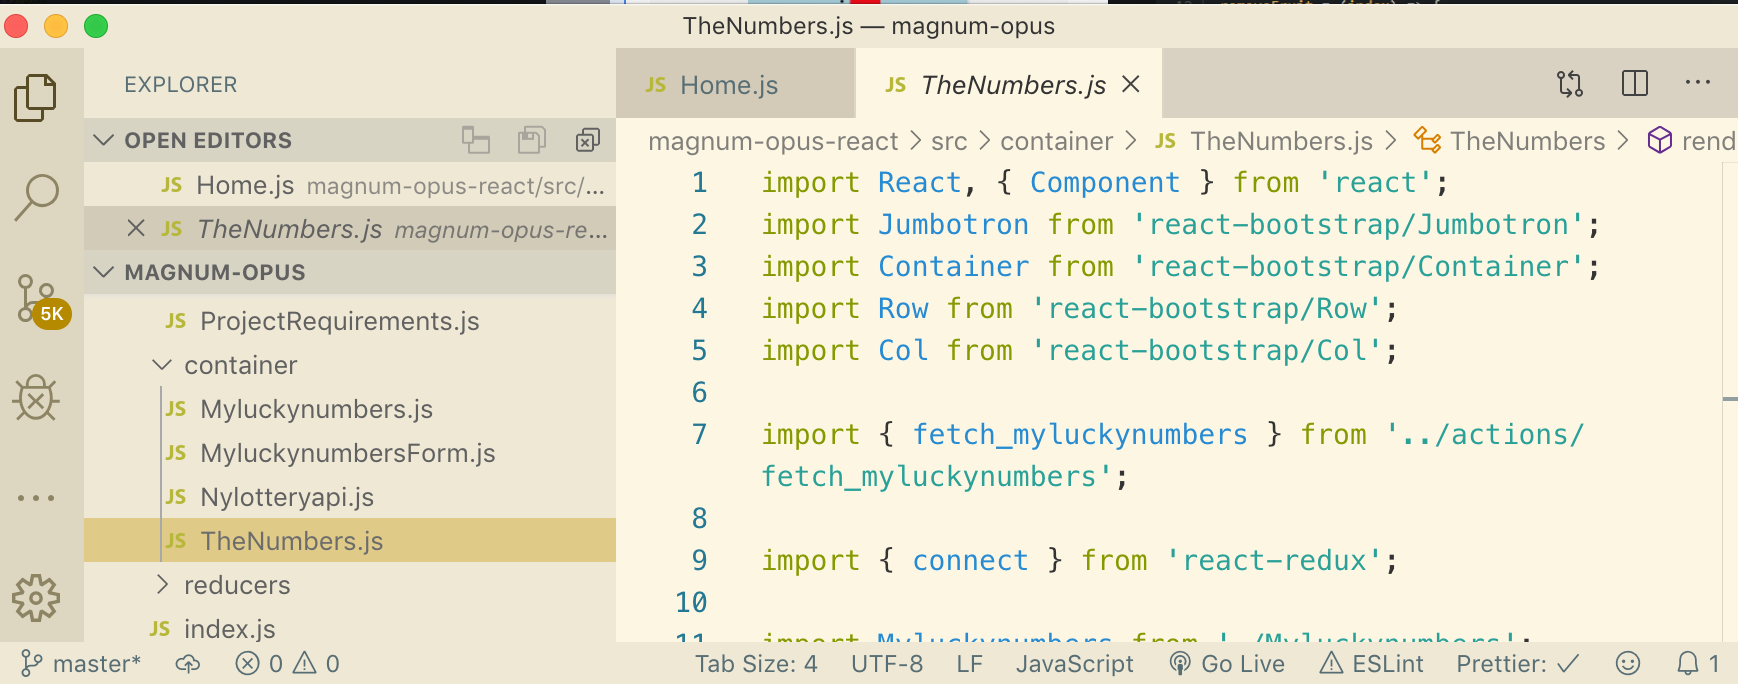 TheNumbers.js — magnum-opus
EXPLORER
OPEN EDITORS
JS Home.js magnum-opus-react/src/...
JS TheNumbers.js magnum-opus-re...
MAGNUM-OPUS
JS ProjectRequirements.js
container
JS Myluckynumbers.js
JS MyluckynumbersForm.js
JS Nylotteryapi.js
JS TheNumbers.js
reducers
JS index.js
5K
JS Home.js
JS TheNumbers.js
magnum-opus-react > src > container > JS TheNumbers.js > TheNumbers > rend
1 import React, { Component } from 'react';
2 import Jumbotron from 'react-bootstrap/Jumbotron';
3 import Container from 'react-bootstrap/Container';
4 import Row from 'react-bootstrap/Row';
5 import Col from 'react-bootstrap/Col';
6
7 import { fetch_myluckynumbers } from '../actions/
fetch_myluckynumbers';
8
9 import { connect } from 'react-redux';
10
11 import Myluckynumbers from './Myluckynumbers';
master* 0 0 Tab Size: 4 UTF-8 LF JavaScript Go Live ESLint Prettier: ✓ 1